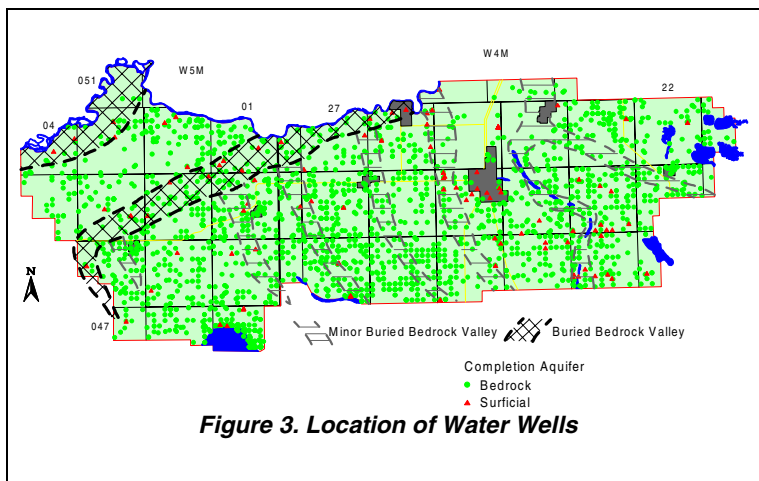 W4M
051
W5M
22
01
27
04
N
047
Minor Buried Bedrock Valley
Buried Bedrock Valley
Completion Aquifer
Bedrock
Surficial
Figure 3. Location of Water Wells